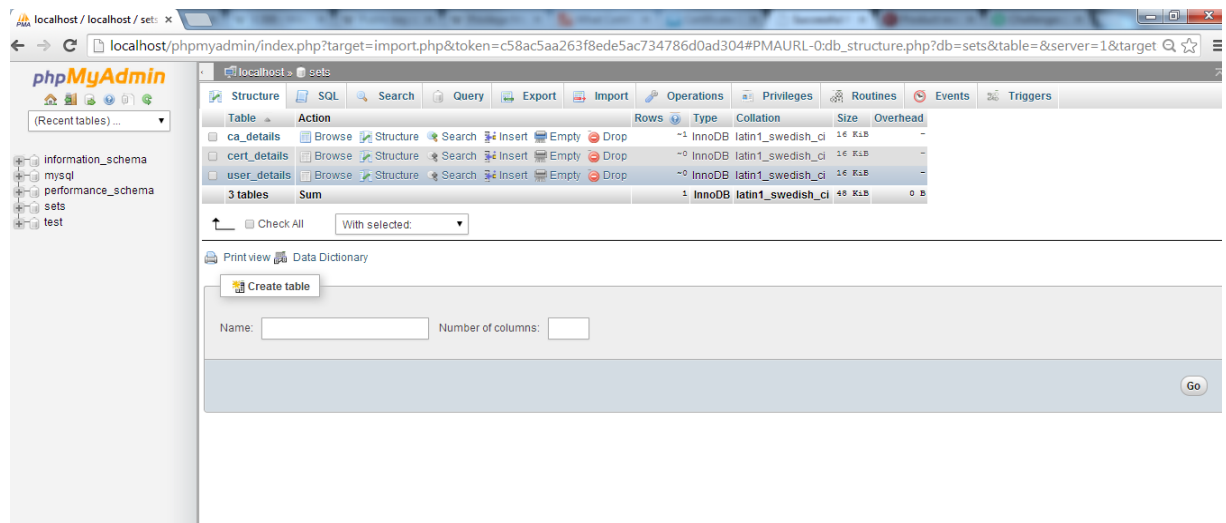 localhost / localhost / sets
localhost/phpmyadmin/index.php?target=import.php&token=c58ac5aa263f8ede5ac734786d0ad304#PMAURL-0:db_structure.php?db=sets&table=&server=1&target
phpMyAdmin
(Recent tables) ...
information_schema
mysql
performance_schema
sets
test
localhost » sets
Structure SQL Search Query Export Import Operations Privileges Routines Events Triggers
Table Action Rows Type Collation Size Overhead
ca_details Browse Structure Search Insert Empty Drop ~1 InnoDB latin1_swedish_ci 16 KiB -
cert_details Browse Structure Search Insert Empty Drop ~0 InnoDB latin1_swedish_ci 16 KiB -
user_details Browse Structure Search Insert Empty Drop ~0 InnoDB latin1_swedish_ci 16 KiB -
3 tables Sum 1 InnoDB latin1_swedish_ci 48 KiB 0 B
Check All With selected:
Print view Data Dictionary
Create table
Name: Number of columns:
Go